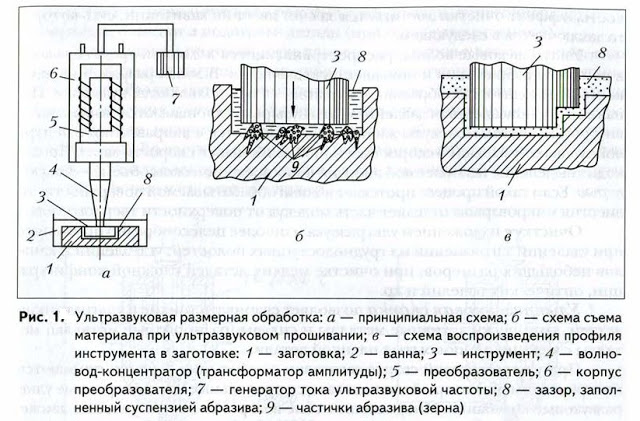 6
5
4
3
2
1
а
7
8
б
3
8
9
1
в
3
8
1
Рис. 1. Ультразвуковая размерная обработка: а — принципиальная схема; б — схема съема
материала при ультразвуковом прошивании; в — схема воспроизведения профиля
инструмента в заготовке: 1 — заготовка; 2 — ванна; 3 — инструмент; 4 — волно-
вод-концентратор (трансформатор амплитуды); 5 — преобразователь; 6 — корпус
преобразователя; 7 — генератор тока ультразвуковой частоты; 8 — зазор, запол-
ненный суспензией абразива; 9 — частички абразива (зерна)